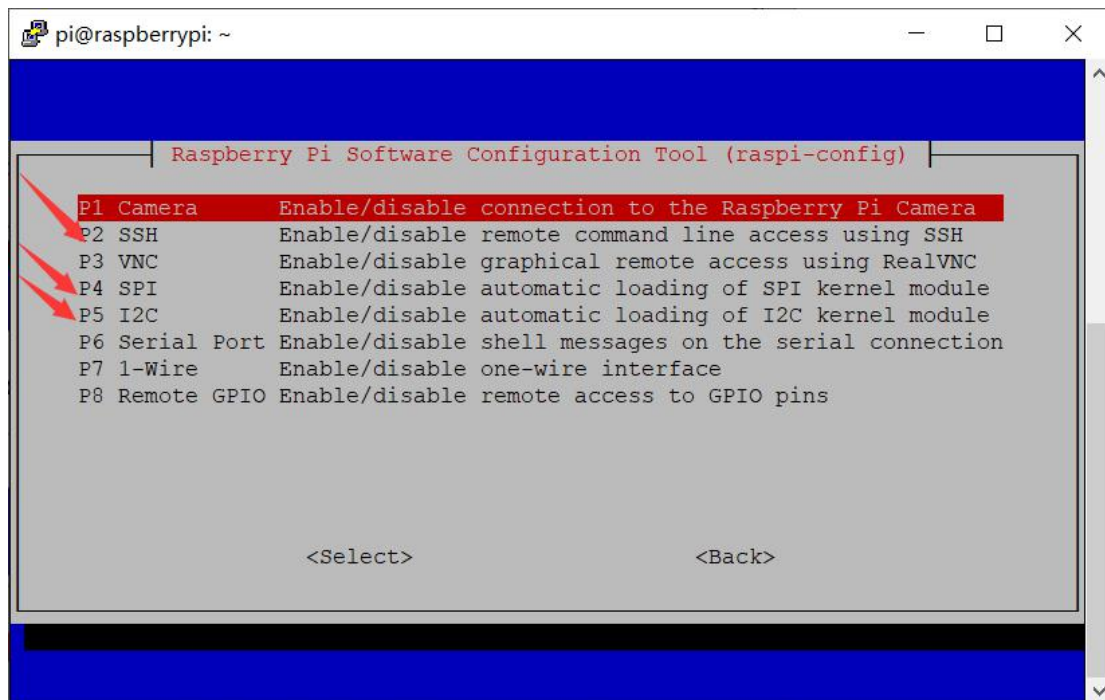 pi@raspberrypi: ~
Raspberry Pi Software Configuration Tool (raspi-config)
P1 Camera Enable/disable connection to the Raspberry Pi Camera
P2 SSH Enable/disable remote command line access using SSH
P3 VNC Enable/disable graphical remote access using RealVNC
P4 SPI Enable/disable automatic loading of SPI kernel module
P5 I2C Enable/disable automatic loading of I2C kernel module
P6 Serial Port Enable/disable shell messages on the serial connection
P7 1-Wire Enable/disable one-wire interface
P8 Remote GPIO Enable/disable remote access to GPIO pins
<Select> <Back>